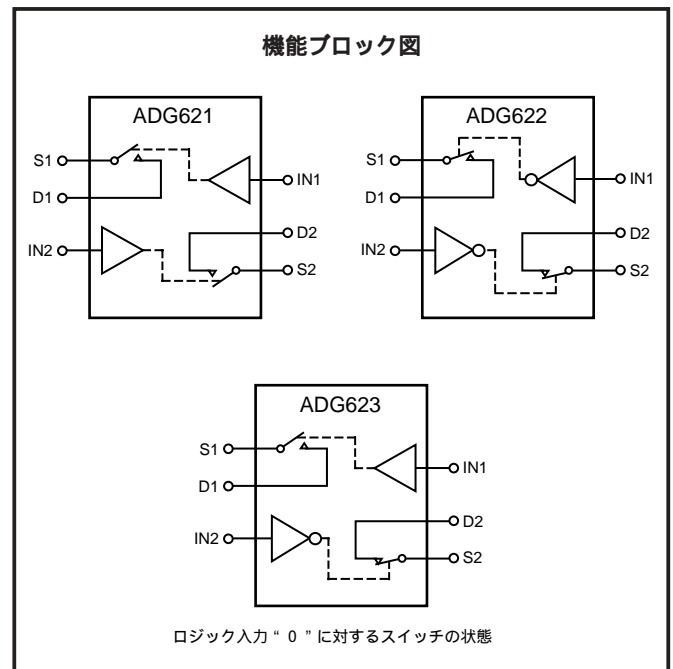 機能ブロック図
ADG621
S1
D1
IN2
IN1
D2
S2
ADG622
S1
D1
IN2
IN1
D2
S2
ADG623
S1
D1
IN2
IN1
D2
S2
ロジック入力“０”に対するスイッチの状態